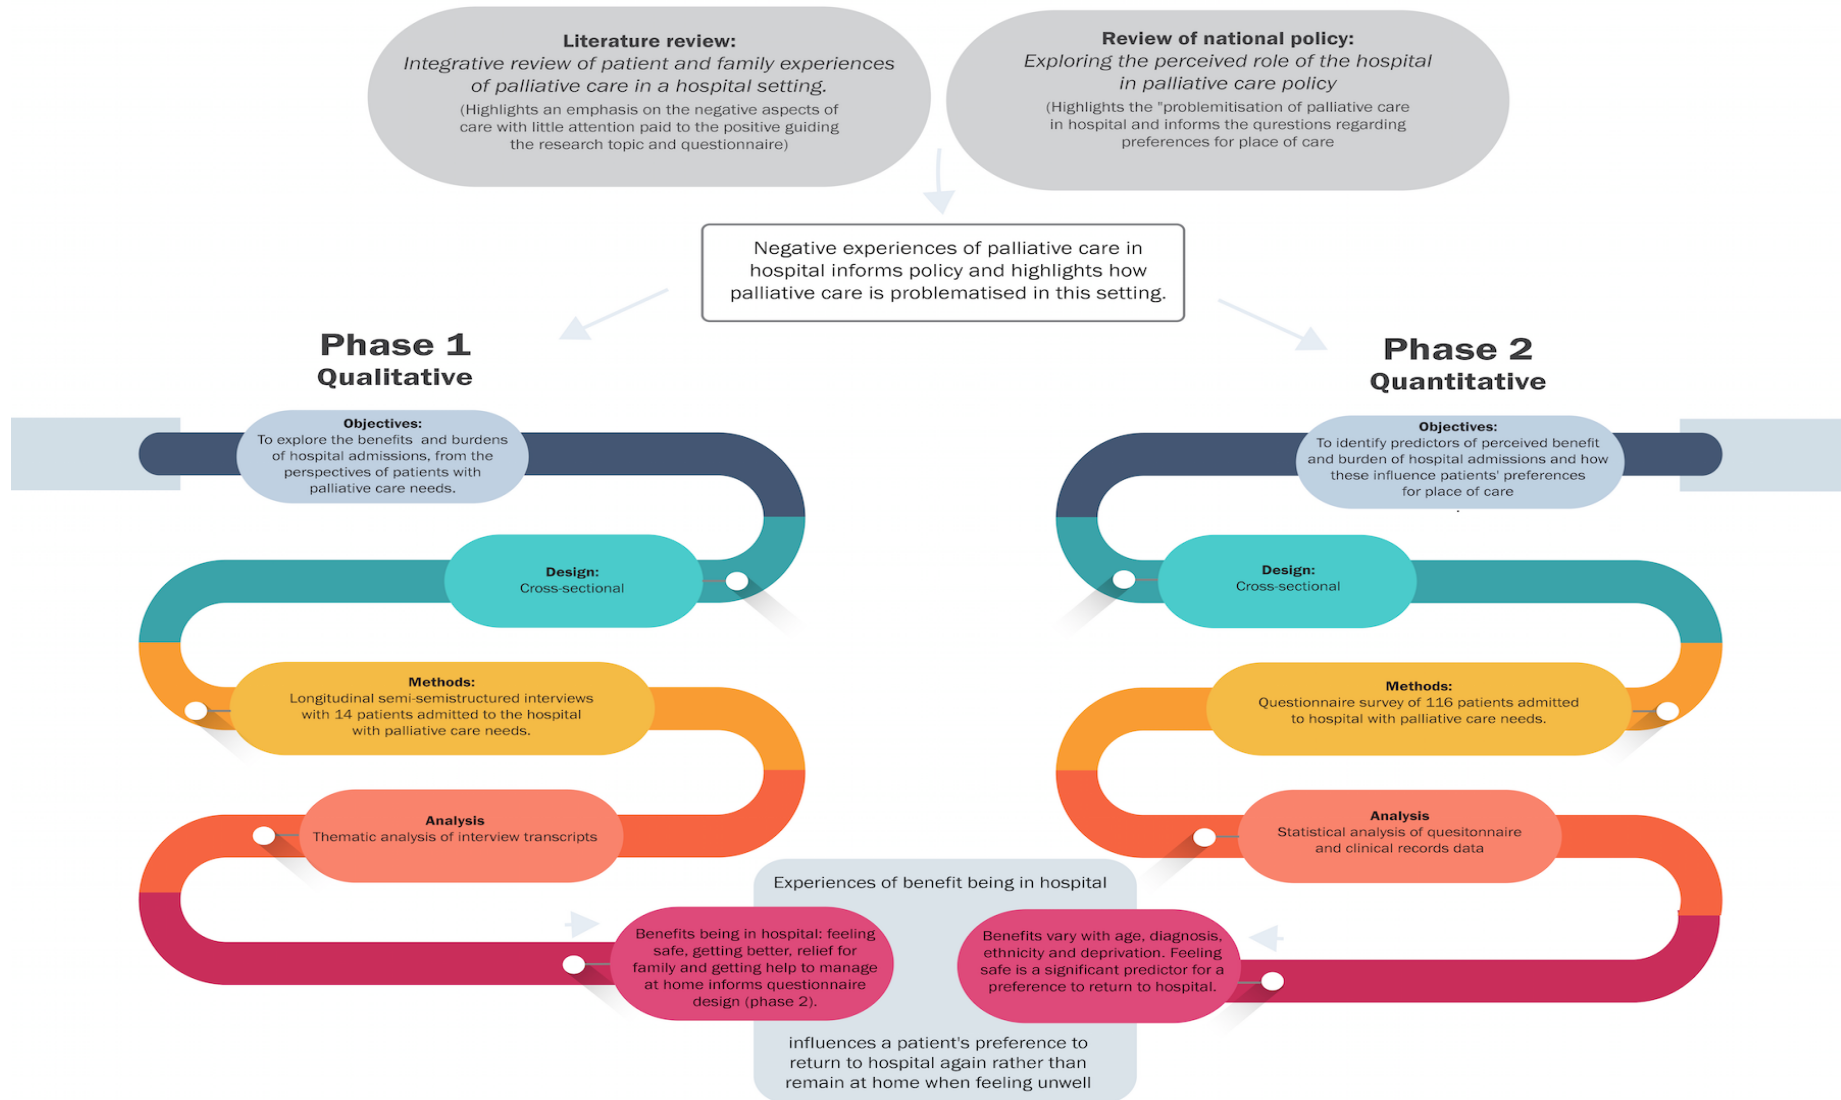 Literature review:
Integrative review of patient and family experiences
of palliative care in a hospital setting.
(Highlights an emphasis on the negative aspects of
care with little attention paid to the positive guiding
the research topic and questionnaire)
Review of national policy:
Exploring the perceived role of the hospital
in palliative care policy
(Highlights the "problemitisation of palliative care
in hospital and informs the qurestions regarding
preferences for place of care
Negative experiences of palliative care in
hospital informs policy and highlights how
palliative care is problematised in this setting.
Phase 1
Qualitative
Objectives:
To explore the benefits and burdens
of hospital admissions, from the
perspectives of patients with
palliative care needs.
Design:
Cross-sectional
Methods:
Longitudinal semi-semistructured interviews
with 14 patients admitted to the hospital
with palliative care needs.
Analysis
Thematic analysis of interview transcripts
Benefits being in hospital: feeling
safe, getting better, relief for
family and getting help to manage
at home informs questionnaire
design (phase 2).
Phase 2
Quantitative
Objectives:
To identify predictors of perceived benefit
and burden of hospital admissions and how
these influence patients' preferences
for place of care
.
Design:
Cross-sectional
Methods:
Questionnaire survey of 116 patients admitted
to hospital with palliative care needs.
Analysis
Statistical analysis of quesitonnaire
and clinical records data
Benefits vary with age, diagnosis,
ethnicity and deprivation. Feeling
safe is a significant predictor for a
preference to return to hospital.
Experiences of benefit being in hospital
influences a patient's preference to
return to hospital again rather than
remain at home when feeling unwell